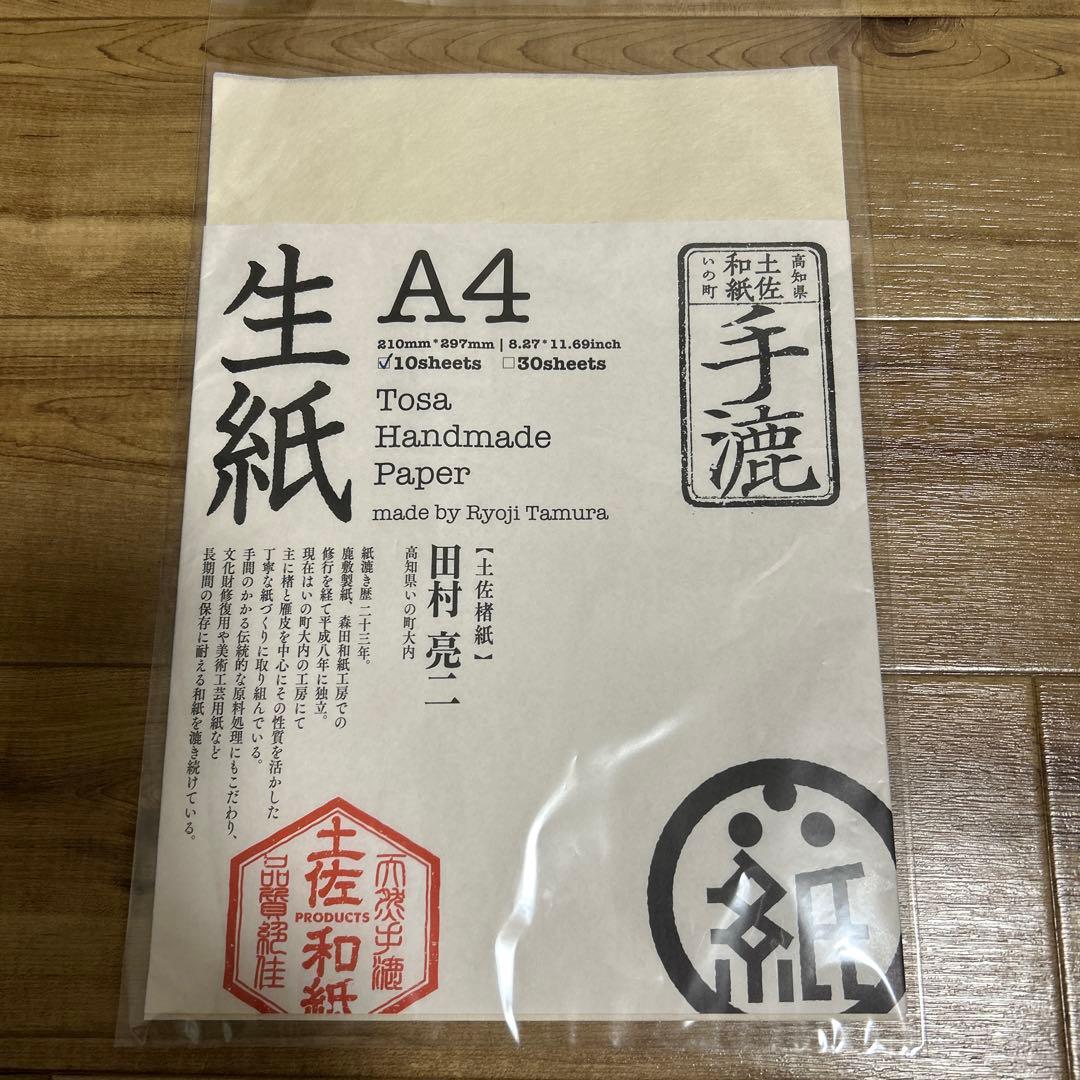 生紙
A4
210mm*297mm | 8.27*11.69inch
☑10sheets ☐30sheets
Tosa
Handmade
Paper
made by Ryoji Tamura
高知県
土佐
和紙
いの町
手漉
【土佐楮紙】
田村 亮二
高知県いの町大内
紙漉き歴 二十三年。
鹿敷製紙、森田和紙工房での
修行を経て平成八年に独立。
現在はいの町大内の工房にて
主に楮と雁皮を中心にその性質を活かした
丁寧な紙づくりに取り組んでいる。
手間のかかる伝統的な原料処理にもこだわり、
文化財修復用や美術工芸用紙など
長期間の保存に耐える和紙を漉き続けている。
天然手漉
土佐
PRODUCTS
和紙
品質絶佳
紙